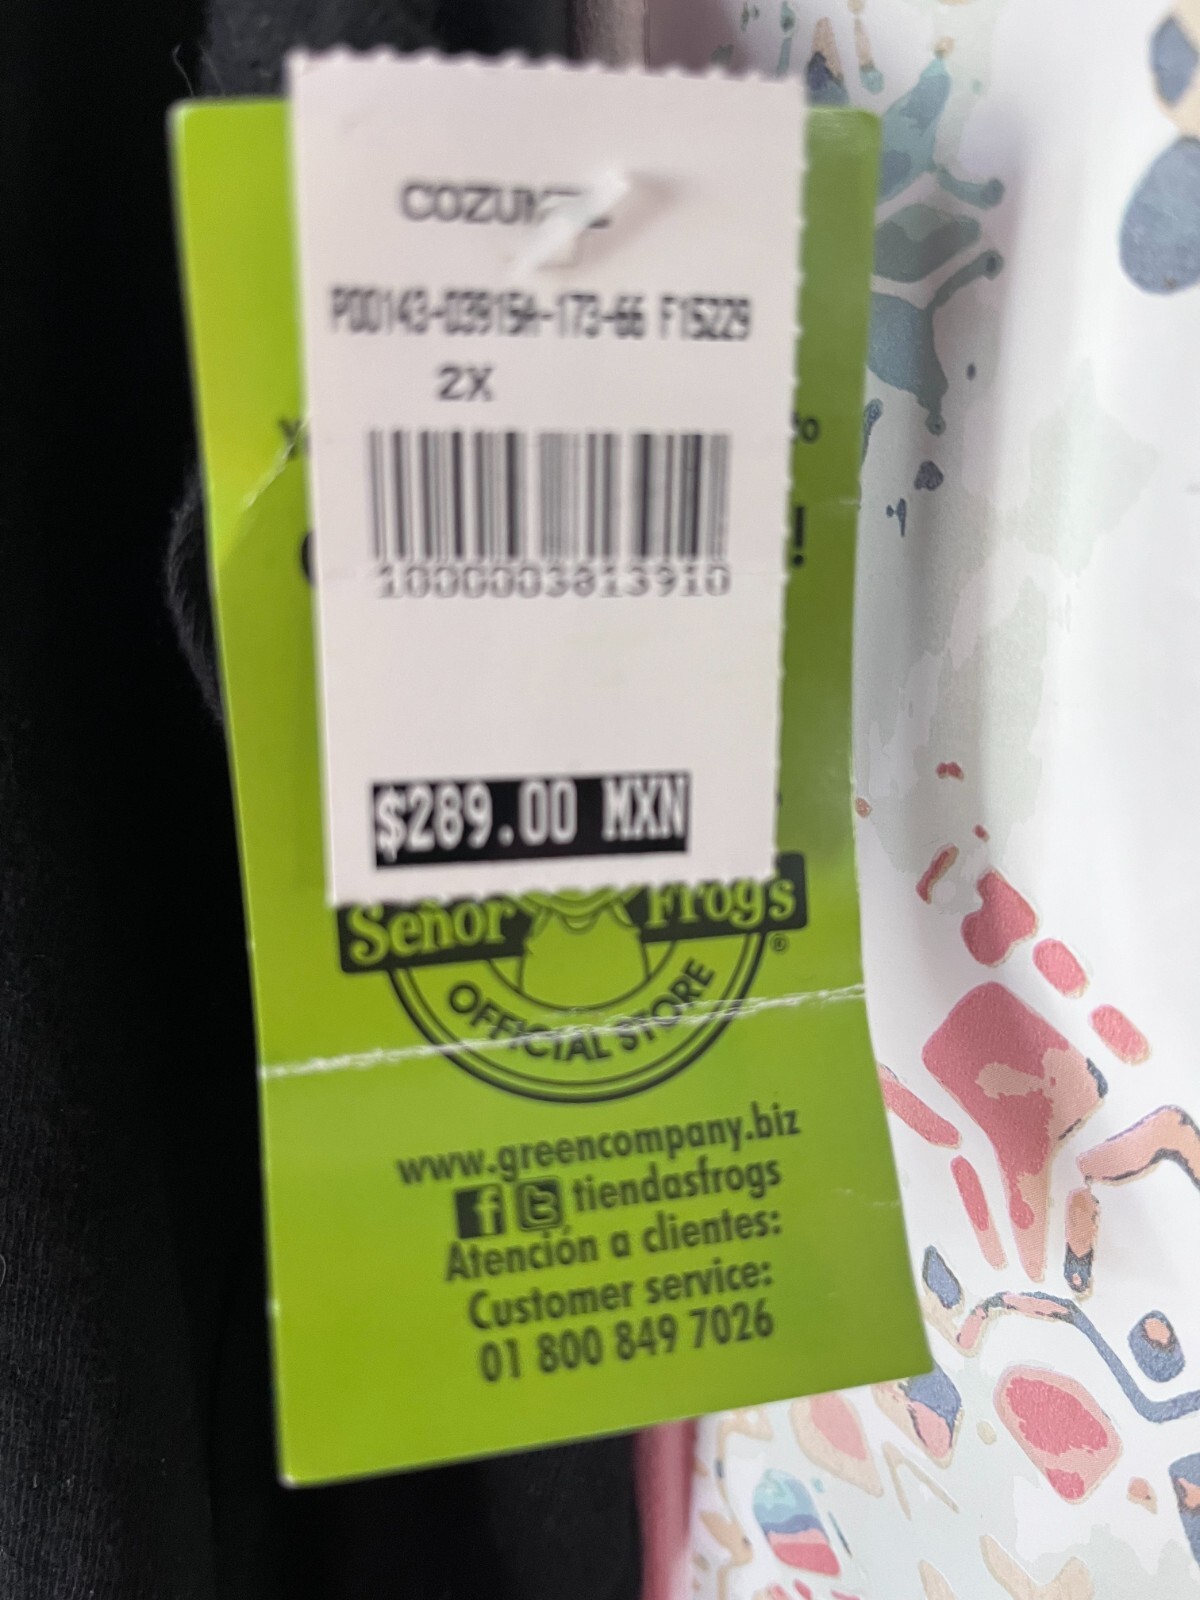 P00143-03915A-173-66 F15229
2X
1000003813910
$289.00 MXN
Señor Frog's
®
OFFICIAL STORE
www.greencompany.biz
tiendasfrogs
Atención a clientes:
Customer service:
01 800 849 7026